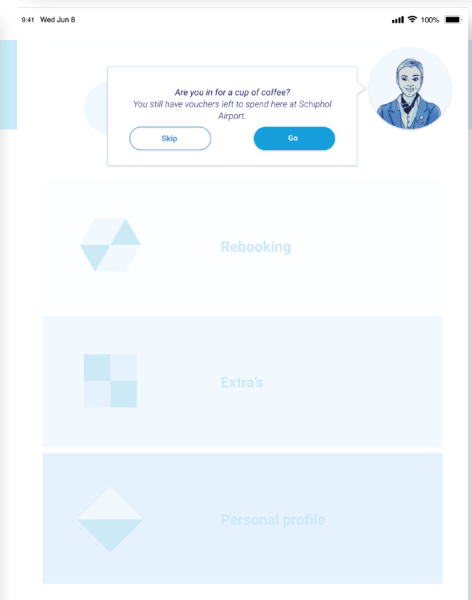 9:41 Wed Jun 8 100%
Are you in for a cup of coffee?
You still have vouchers left to spend here at Schiphol
Airport.
Skip Go
Rebooking
Extra's
Personal profile